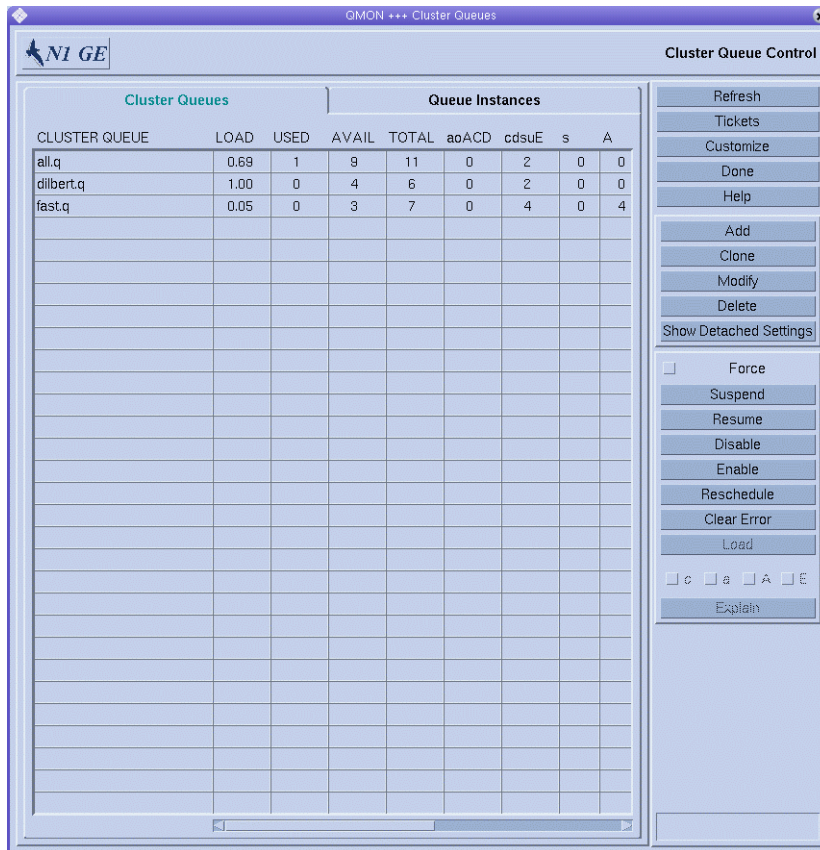 QMON +++ Cluster Queues
N1 GE
Cluster Queue Control
Cluster Queues
Queue Instances
CLUSTER QUEUE LOAD USED AVAIL TOTAL aoACD cdsuE s A
all.q 0.69 1 9 11 0 2 0 0
dilbert.q 1.00 0 4 6 0 2 0 0
fast.q 0.05 0 3 7 0 4 0 4
Refresh
Tickets
Customize
Done
Help
Add
Clone
Modify
Delete
Show Detached Settings
Force
Suspend
Resume
Disable
Enable
Reschedule
Clear Error
Load
c a A E
Explain